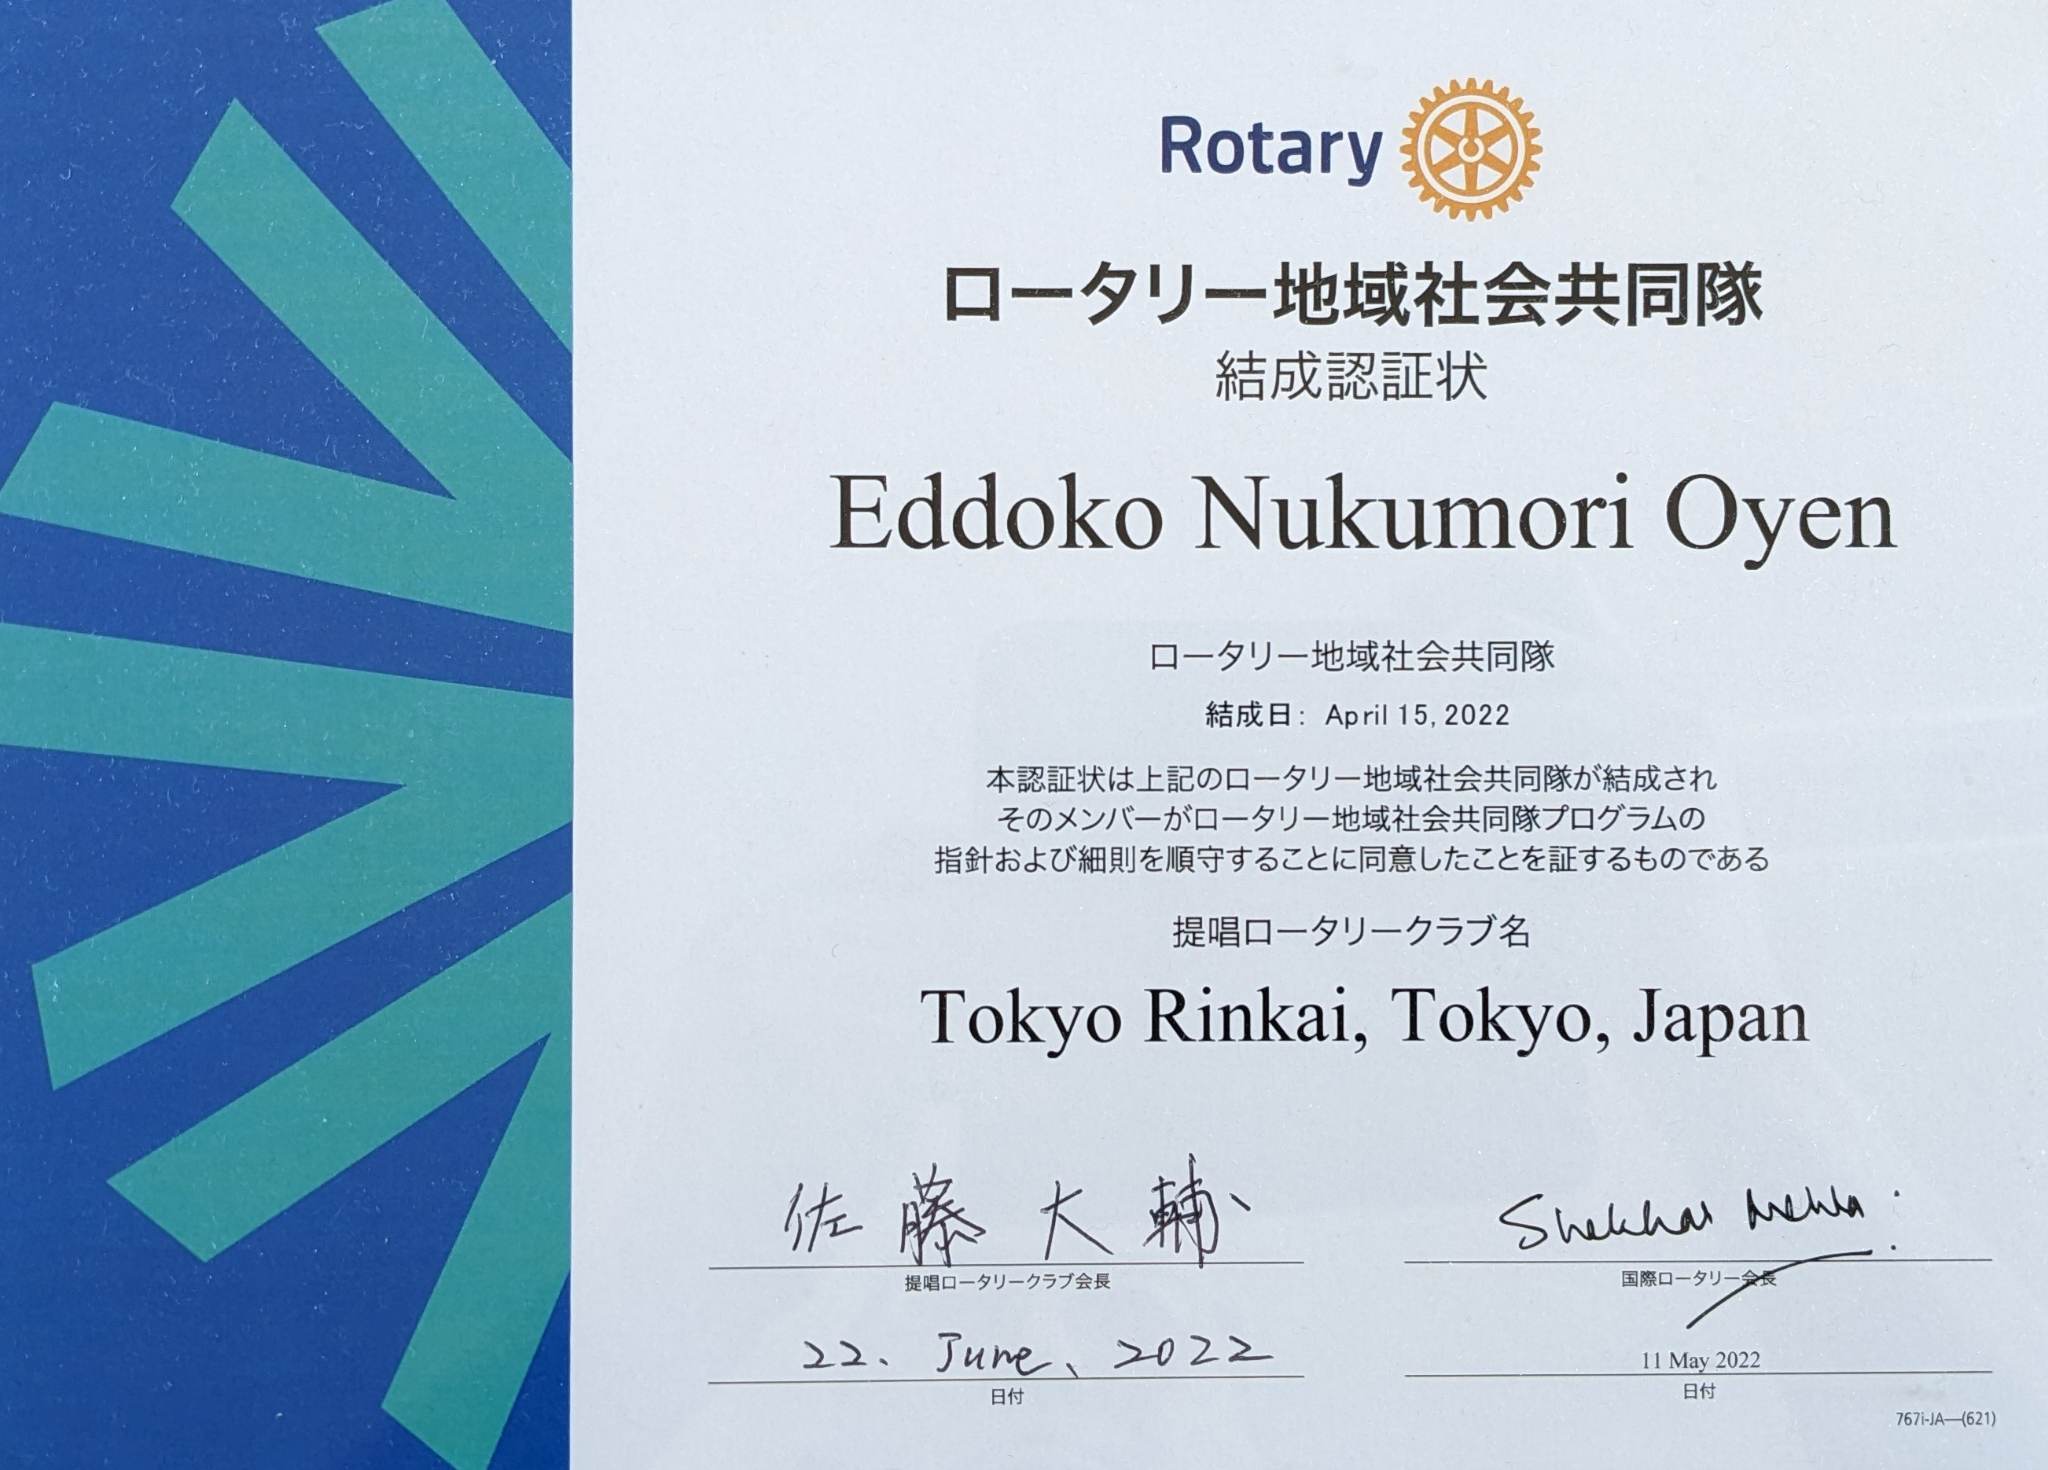 Rotary
ロータリー地域社会共同隊
結成認証状
Eddoko Nukumori Oyen
ロータリー地域社会共同隊
結成日: April 15, 2022
本認証状は上記のロータリー地域社会共同隊が結成され
そのメンバーがロータリー地域社会共同隊プログラムの
指針および細則を順守することに同意したことを証するものである
提唱ロータリークラブ名
Tokyo Rinkai, Tokyo, Japan
佐藤大輔
提唱ロータリークラブ会長
22. June, 2022
日付
Shekhar Mehta
国際ロータリー会長
11 May 2022
日付
767i-JA—(621)